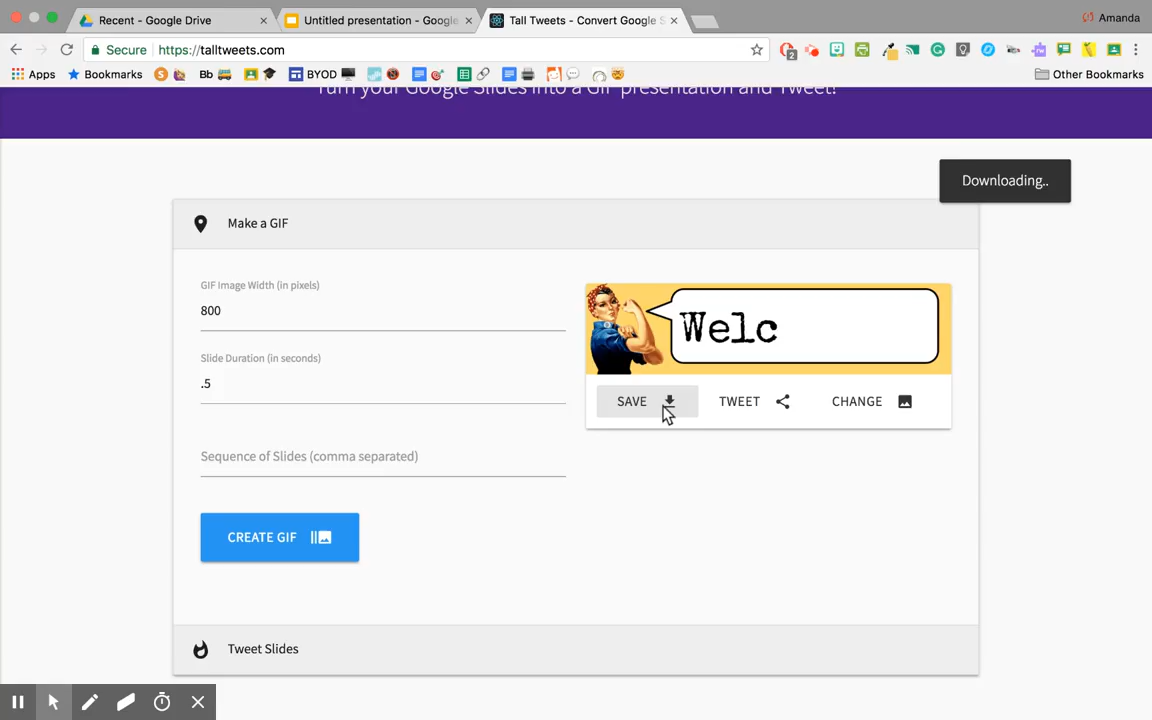 Recent - Google Drive
Untitled presentation - Google
Tall Tweets - Convert Google S
Amanda
Secure
https://talltweets.com
2
Apps
Bookmarks
S
Bb
BYOD
Other Bookmarks
Turn your Google Slides into a GIF presentation and Tweet!
Downloading..
Make a GIF
GIF Image Width (in pixels)
800
Slide Duration (in seconds)
.5
Welc
SAVE
TWEET
CHANGE
Sequence of Slides (comma separated)
CREATE GIF
Tweet Slides